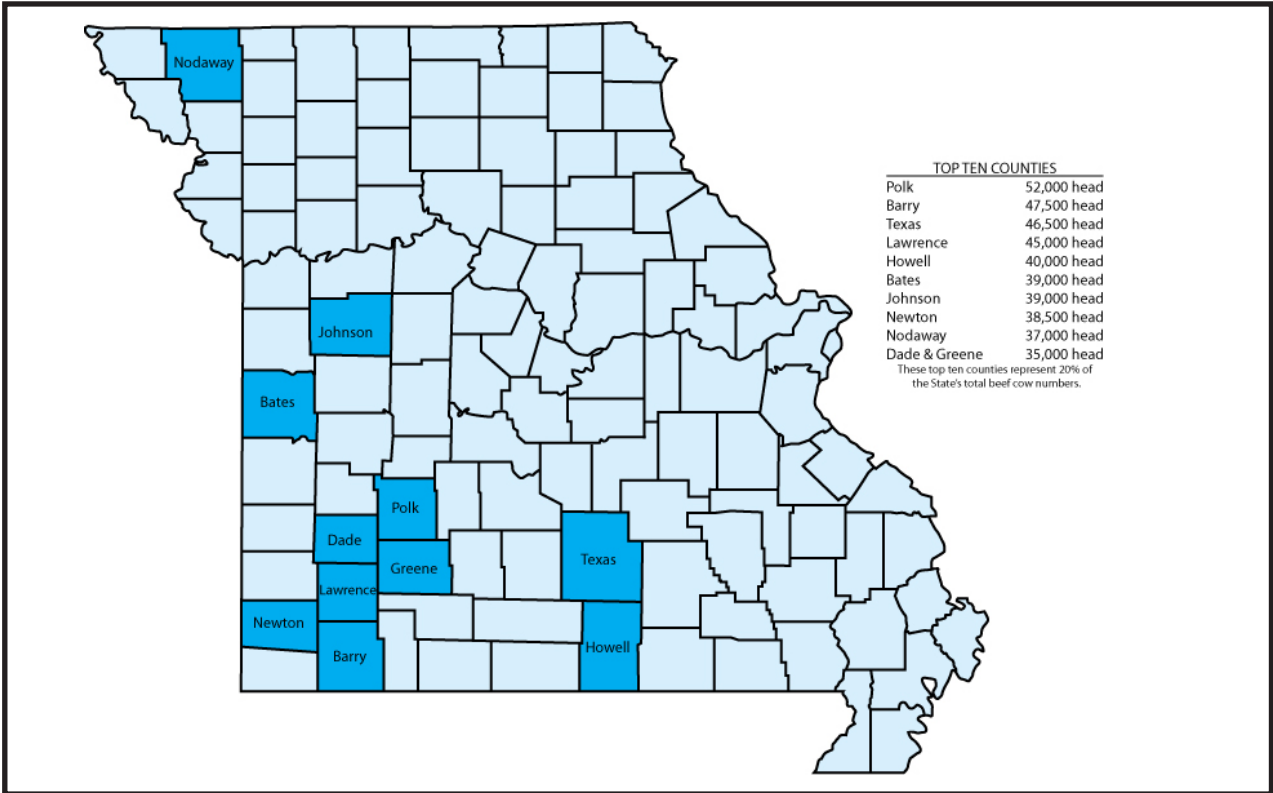 Nodaway
TOP TEN COUNTIES
Polk 52,000 head
Barry 47,500 head
Texas 46,500 head
Lawrence 45,000 head
Howell 40,000 head
Bates 39,000 head
Johnson 39,000 head
Newton 38,500 head
Nodaway 37,000 head
Dade & Greene 35,000 head
These top ten counties represent 20% of
the State's total beef cow numbers.
Johnson
Bates
Polk
Dade
Greene
Texas
Lawrence
Newton
Howell
Barry